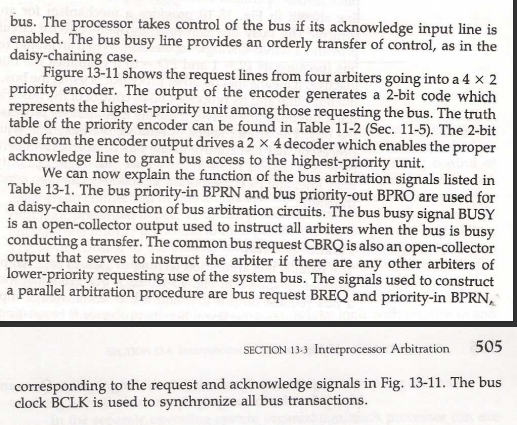 bus. The processor takes control of the bus if its acknowledge input line is
enabled. The bus busy line provides an orderly transfer of control, as in the
daisy-chaining case.
Figure 13-11 shows the request lines from four arbiters going into a 4 × 2
priority encoder. The output of the encoder generates a 2-bit code which
represents the highest-priority unit among those requesting the bus. The truth
table of the priority encoder can be found in Table 11-2 (Sec. 11-5). The 2-bit
code from the encoder output drives a 2 × 4 decoder which enables the proper
acknowledge line to grant bus access to the highest-priority unit.
We can now explain the function of the bus arbitration signals listed in
Table 13-1. The bus priority-in BPRN and bus priority-out BPRO are used for
a daisy-chain connection of bus arbitration circuits. The bus busy signal BUSY
is an open-collector output used to instruct all arbiters when the bus is busy
conducting a transfer. The common bus request CBRQ is also an open-collector
output that serves to instruct the arbiter if there are any other arbiters of
lower-priority requesting use of the system bus. The signals used to construct
a parallel arbitration procedure are bus request BREQ and priority-in BPRN,
SECTION 13-3 Interprocessor Arbitration 505
corresponding to the request and acknowledge signals in Fig. 13-11. The bus
clock BCLK is used to synchronize all bus transactions.